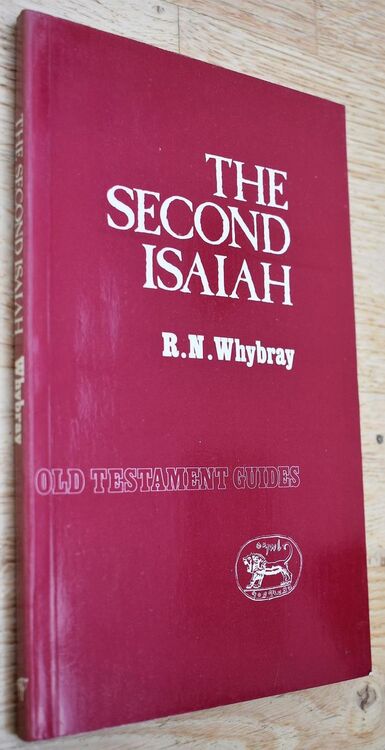 THE
SECOND
ISAIAH
R.N.Whybray
OLD TESTAMENT GUIDES
THE SECOND ISAIAH Whybray